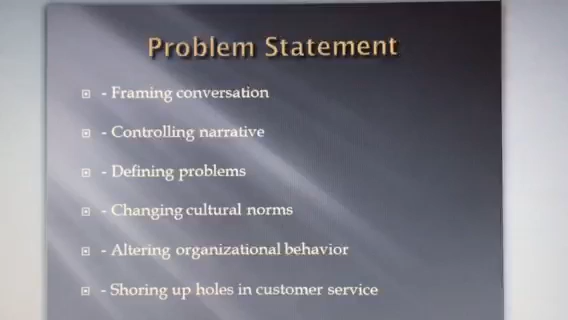 Problem Statement
- Framing conversation
- Controlling narrative
- Defining problems
- Changing cultural norms
- Altering organizational behavior
- Shoring up holes in customer service